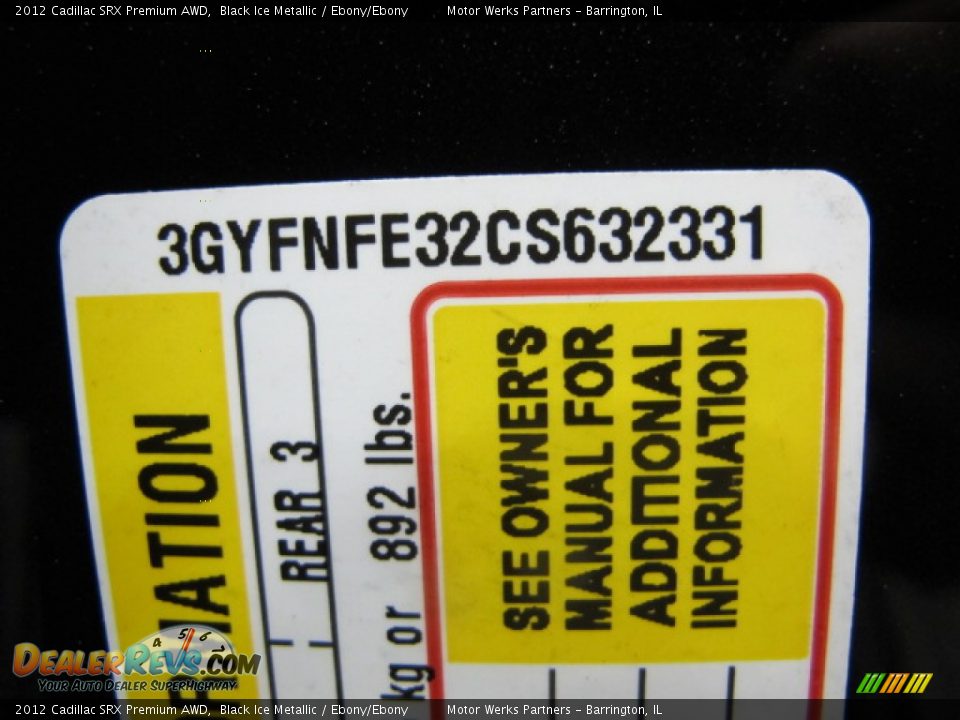 2012 Cadillac SRX Premium AWD, Black Ice Metallic / Ebony/Ebony Motor Werks Partners - Barrington, IL
3GYFNFE32CS632331
MATION
REAR 3
kg or 892 lbs.
SEE OWNER'S
MANUAL FOR
ADDITIONAL
INFORMATION
DEALERREVS.COM
YOUR AUTO DEALER SUPERHIGHWAY
2012 Cadillac SRX Premium AWD, Black Ice Metallic / Ebony/Ebony Motor Werks Partners - Barrington, IL